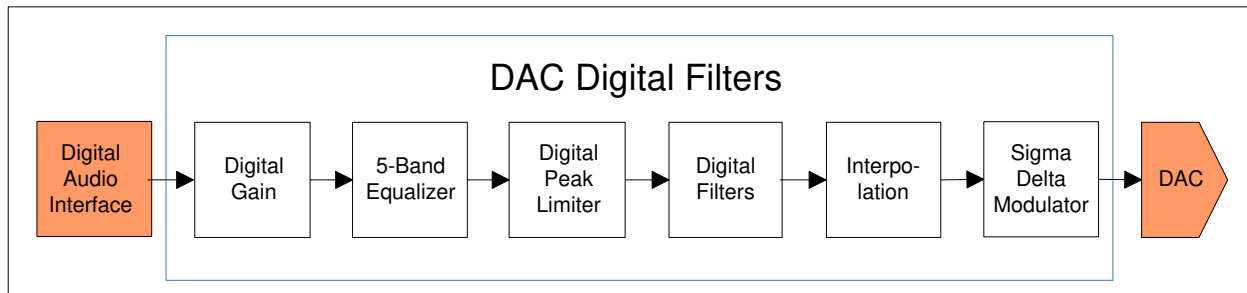 DAC Digital Filters
Digital
Audio
Interface
Digital
Gain
5-Band
Equalizer
Digital
Peak
Limiter
Digital
Filters
Interpo-
lation
Sigma
Delta
Modulator
DAC